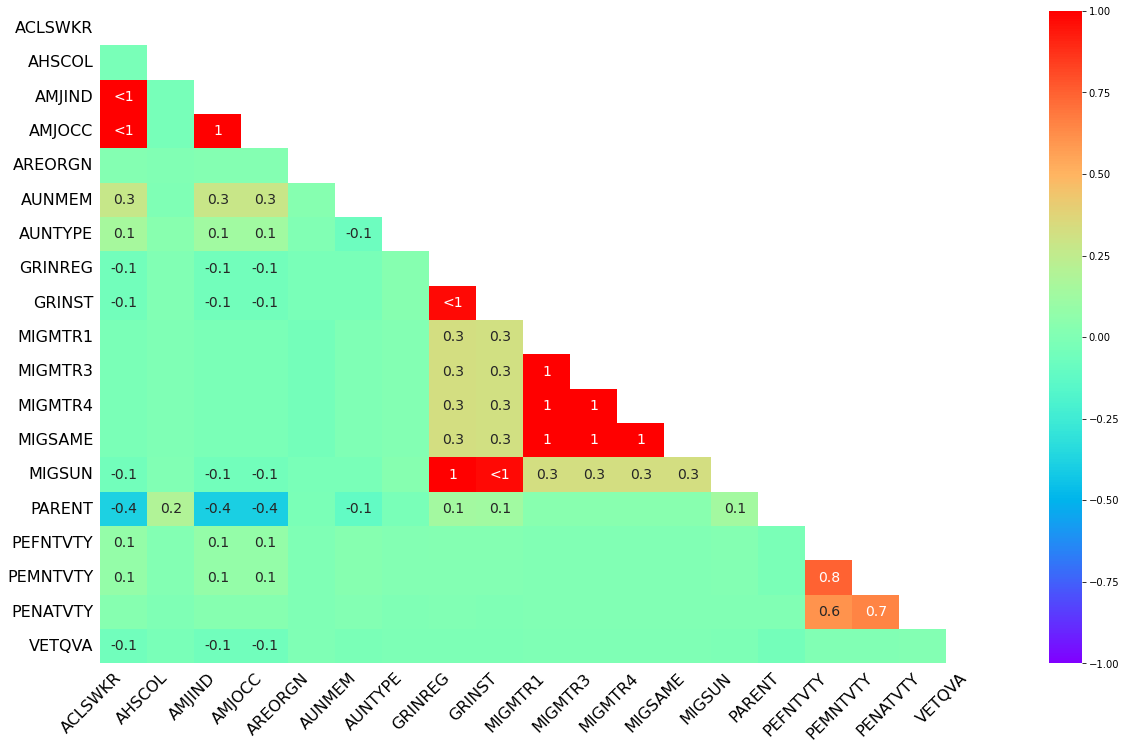 ACLSWKR
AHSCOL
AMJIND <1
AMJOCC <1 1
AREORGN
AUNMEM 0.3 0.3 0.3
AUNTYPE 0.1 0.1 0.1 -0.1
GRINREG -0.1 -0.1 -0.1
GRINST -0.1 -0.1 -0.1 <1
MIGMTR1 0.3 0.3
MIGMTR3 0.3 0.3 1
MIGMTR4 0.3 0.3 1 1
MIGSAME 0.3 0.3 1 1 1
MIGSUN -0.1 -0.1 -0.1 1 <1 0.3 0.3 0.3 0.3
PARENT -0.4 0.2 -0.4 -0.4 -0.1 0.1 0.1 0.1
PEFNTVTY 0.1 0.1 0.1
PEMNTVTY 0.1 0.1 0.1 0.8
PENATVTY 0.6 0.7
VETQVA -0.1 -0.1 -0.1
ACLSWKR AHSCOL AMJIND AMJOCC AREORGN AUNMEM AUNTYPE GRINREG GRINST MIGMTR1 MIGMTR3 MIGMTR4 MIGSAME MIGSUN PARENT PEFNTVTY PEMNTVTY PENATVTY VETQVA
1.00
0.75
0.50
0.25
0.00
−0.25
−0.50
−0.75
−1.00